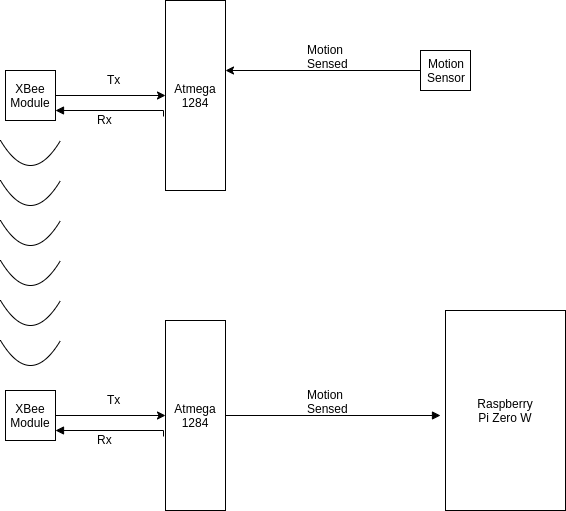 Motion
Sensed
Motion
Sensor
XBee
Module
Tx
Rx
Atmega
1284
XBee
Module
Tx
Rx
Atmega
1284
Motion
Sensed
Raspberry
Pi Zero W